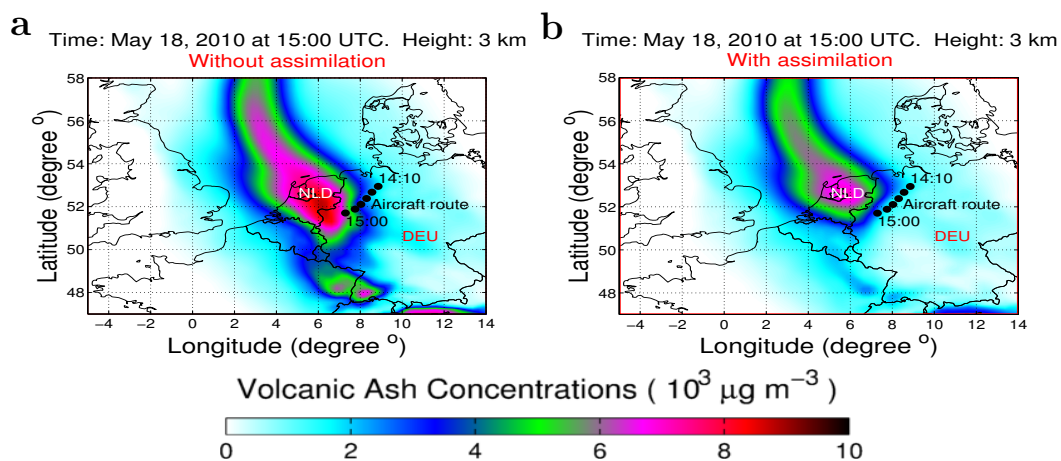 a
Time: May 18, 2010 at 15:00 UTC. Height: 3 km
Without assimilation
58
56
54
52
50
48
Latitude (degree °)
NLD
14:10
Aircraft route
15:00
DEU
−4 −2 0 2 4 6 8 10 12 14
Longitude (degree °)
b
Time: May 18, 2010 at 15:00 UTC. Height: 3 km
With assimilation
58
56
54
52
50
48
Latitude (degree °)
NLD
14:10
Aircraft route
15:00
DEU
−4 −2 0 2 4 6 8 10 12 14
Longitude (degree °)
Volcanic Ash Concentrations ( 10³ μg m⁻³ )
0 2 4 6 8 10